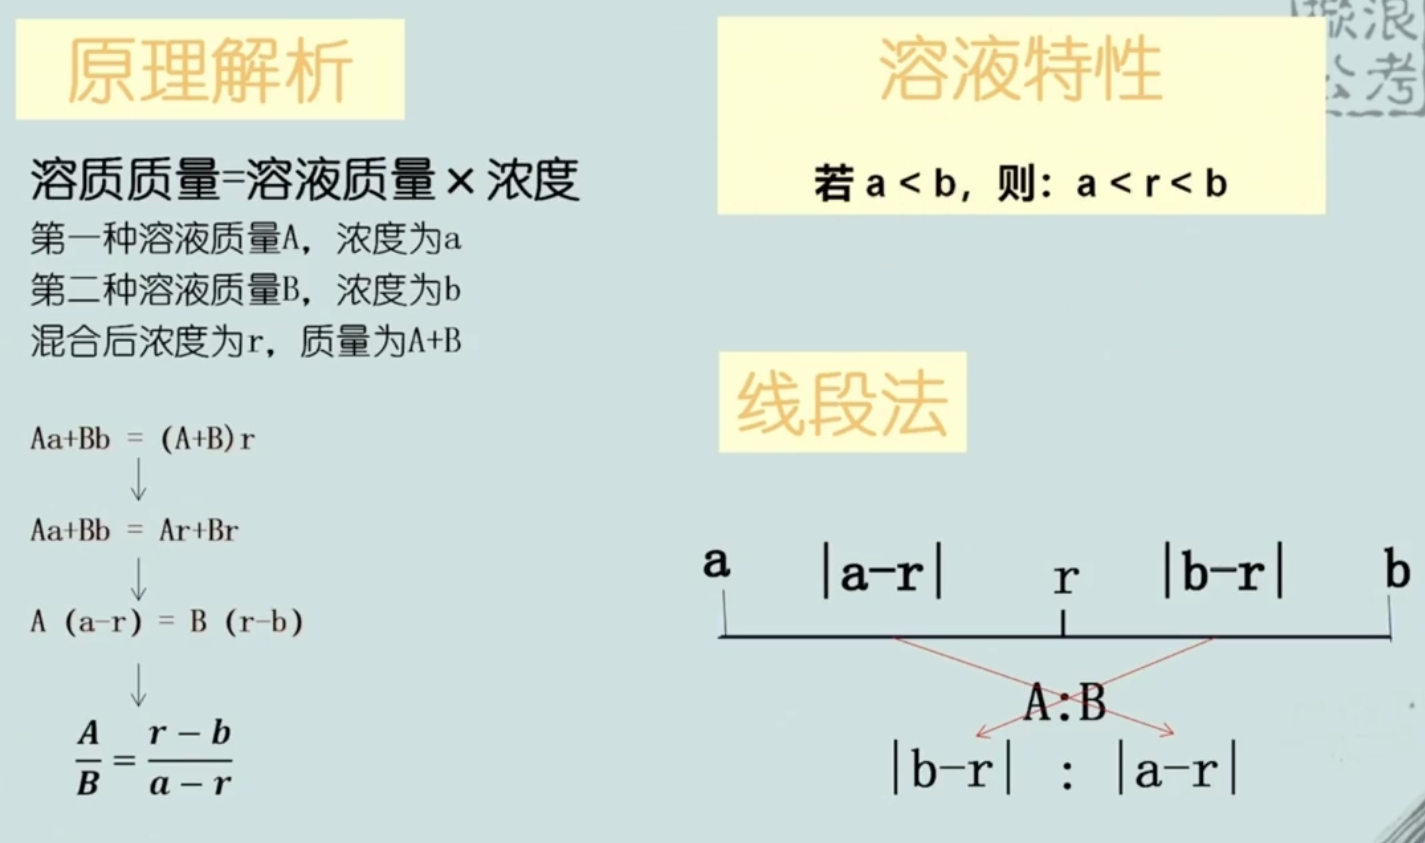 原理解析
溶质质量=溶液质量×浓度
第一种溶液质量A，浓度为a
第二种溶液质量B，浓度为b
混合后浓度为r，质量为A+B
Aa+Bb = (A+B)r
↓
Aa+Bb = Ar+Br
↓
A (a-r) = B (r-b)
↓
A/B = (r-b)/(a-r)
溶液特性
若 a < b，则：a < r < b
线段法
a |a-r| r |b-r| b
A:B
|b-r| : |a-r|
浪
公考